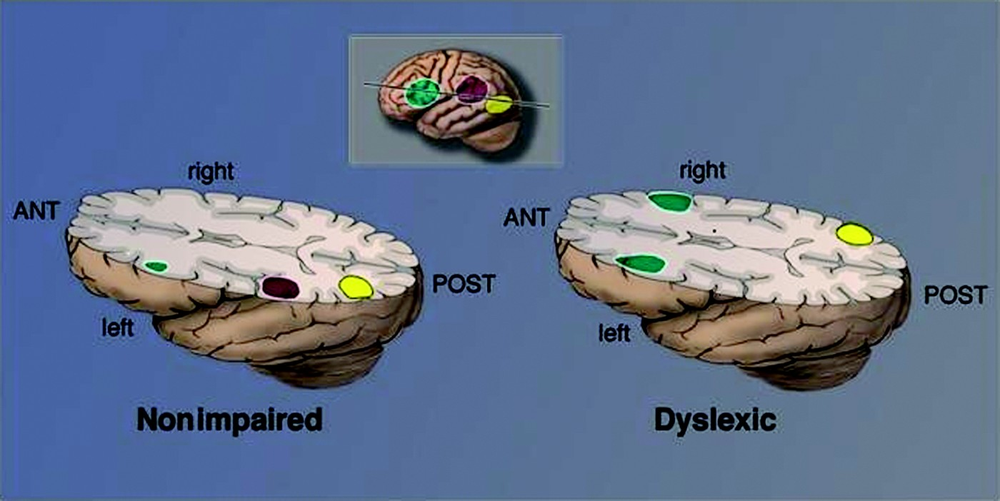 right
right
ANT
ANT
POST
POST
left
left
NonImpaired
Dyslexic